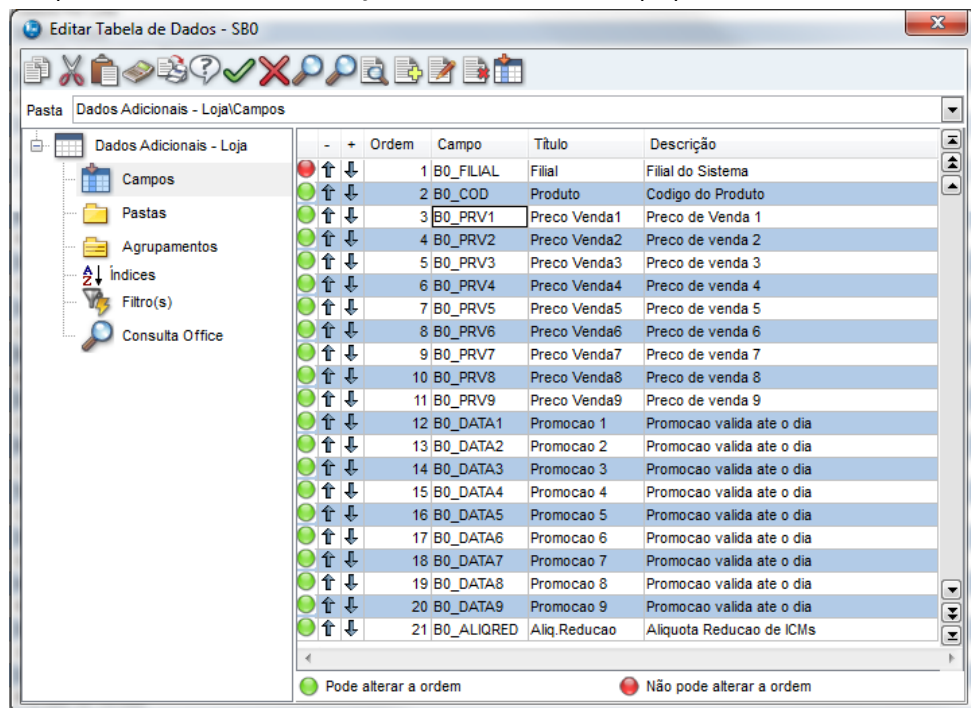 Editar Tabela de Dados - SB0
Pasta Dados Adicionais - Loja\Campos
Dados Adicionais - Loja
Campos
Pastas
Agrupamentos
Índices
Filtro(s)
Consulta Office
- + Ordem Campo Título Descrição
1 B0_FILIAL Filial Filial do Sistema
2 B0_COD Produto Codigo do Produto
3 B0_PRV1 Preco Venda1 Preco de Venda 1
4 B0_PRV2 Preco Venda2 Preco de venda 2
5 B0_PRV3 Preco Venda3 Preco de venda 3
6 B0_PRV4 Preco Venda4 Preco de venda 4
7 B0_PRV5 Preco Venda5 Preco de venda 5
8 B0_PRV6 Preco Venda6 Preco de venda 6
9 B0_PRV7 Preco Venda7 Preco de venda 7
10 B0_PRV8 Preco Venda8 Preco de venda 8
11 B0_PRV9 Preco Venda9 Preco de venda 9
12 B0_DATA1 Promocao 1 Promocao valida ate o dia
13 B0_DATA2 Promocao 2 Promocao valida ate o dia
14 B0_DATA3 Promocao 3 Promocao valida ate o dia
15 B0_DATA4 Promocao 4 Promocao valida ate o dia
16 B0_DATA5 Promocao 5 Promocao valida ate o dia
17 B0_DATA6 Promocao 6 Promocao valida ate o dia
18 B0_DATA7 Promocao 7 Promocao valida ate o dia
19 B0_DATA8 Promocao 8 Promocao valida ate o dia
20 B0_DATA9 Promocao 9 Promocao valida ate o dia
21 B0_ALIQRED Aliq.Reducao Aliquota Reducao de ICMs
Pode alterar a ordem Não pode alterar a ordem